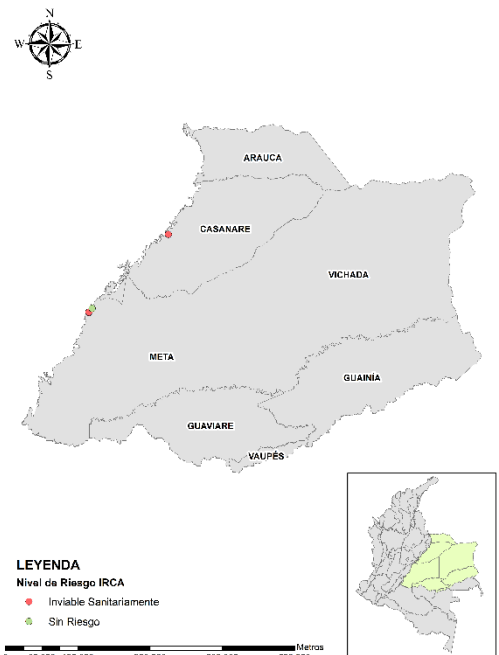 N
W E
S
ARAUCA
CASANARE
VICHADA
META
GUAINÍA
GUAVIARE
VAUPÉS
LEYENDA
Nivel de Riesgo IRCA
Inviable Sanitariamente
Sin Riesgo
Metros